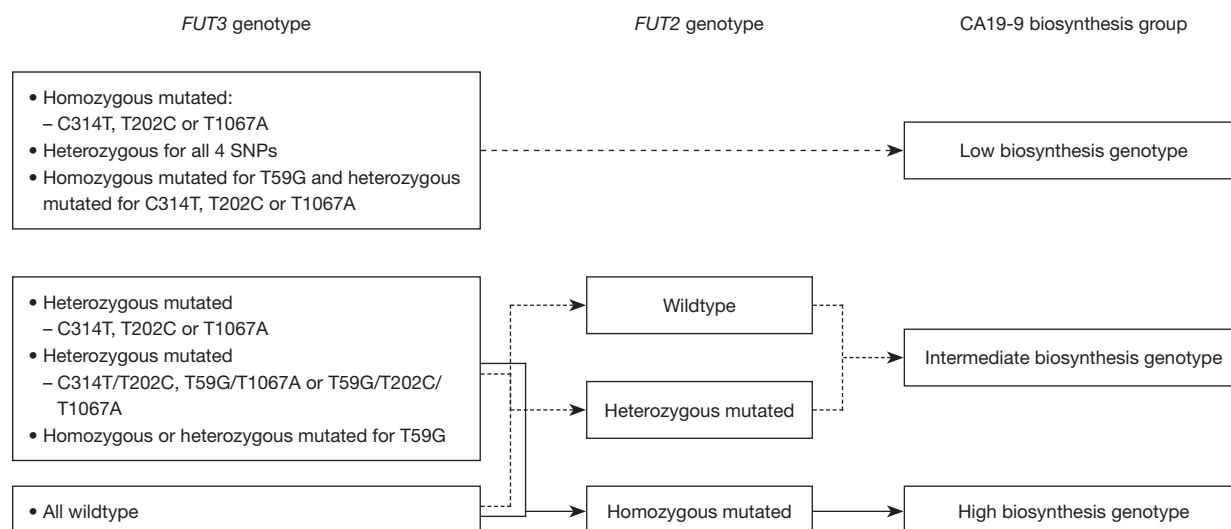 FUT3 genotype
FUT2 genotype
CA19-9 biosynthesis group
• Homozygous mutated:
– C314T, T202C or T1067A
• Heterozygous for all 4 SNPs
• Homozygous mutated for T59G and heterozygous
mutated for C314T, T202C or T1067A
Low biosynthesis genotype
• Heterozygous mutated
– C314T, T202C or T1067A
• Heterozygous mutated
– C314T/T202C, T59G/T1067A or T59G/T202C/
T1067A
• Homozygous or heterozygous mutated for T59G
Wildtype
Heterozygous mutated
Intermediate biosynthesis genotype
• All wildtype
Homozygous mutated
High biosynthesis genotype